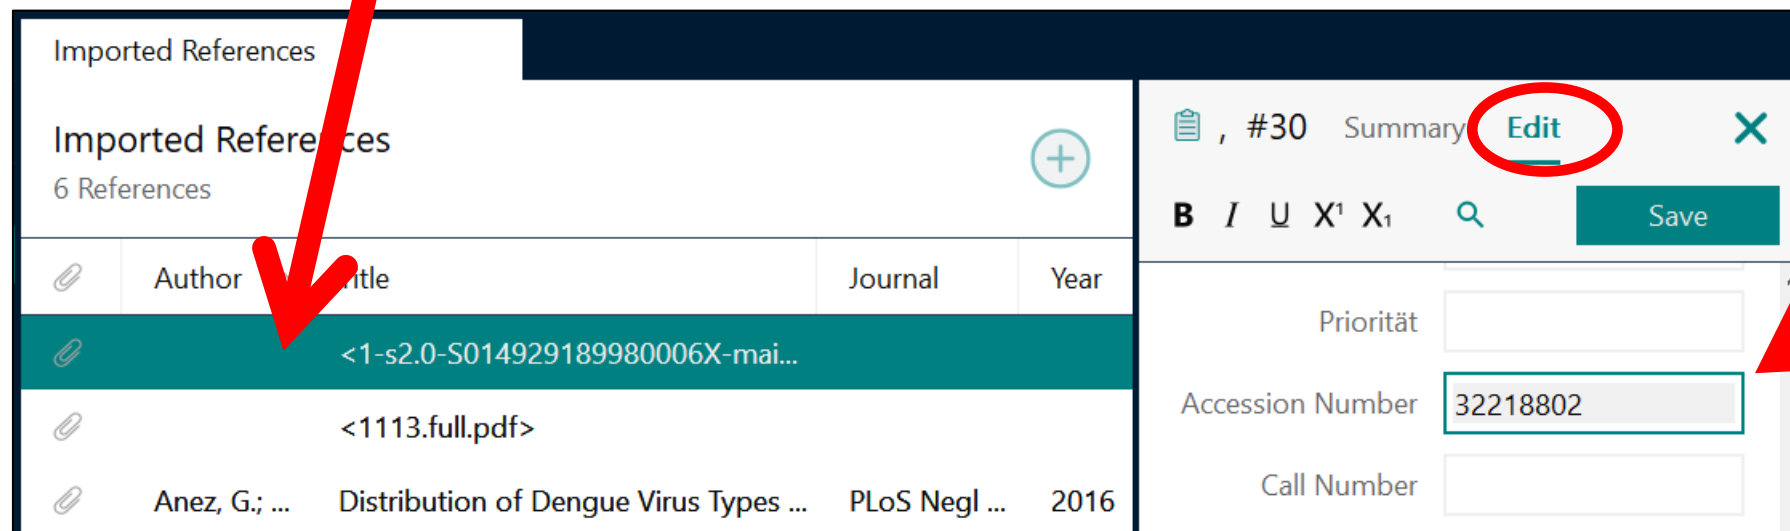 Imported References
Imported References
6 References
Author Title Journal Year
<1-s2.0-S014929189980006X-mai...
<1113.full.pdf>
Anez, G.; ... Distribution of Dengue Virus Types ... PLoS Negl ... 2016
, #30 Summary Edit
B I U X¹ X₁ Save
Priorität
Accession Number 32218802
Call Number